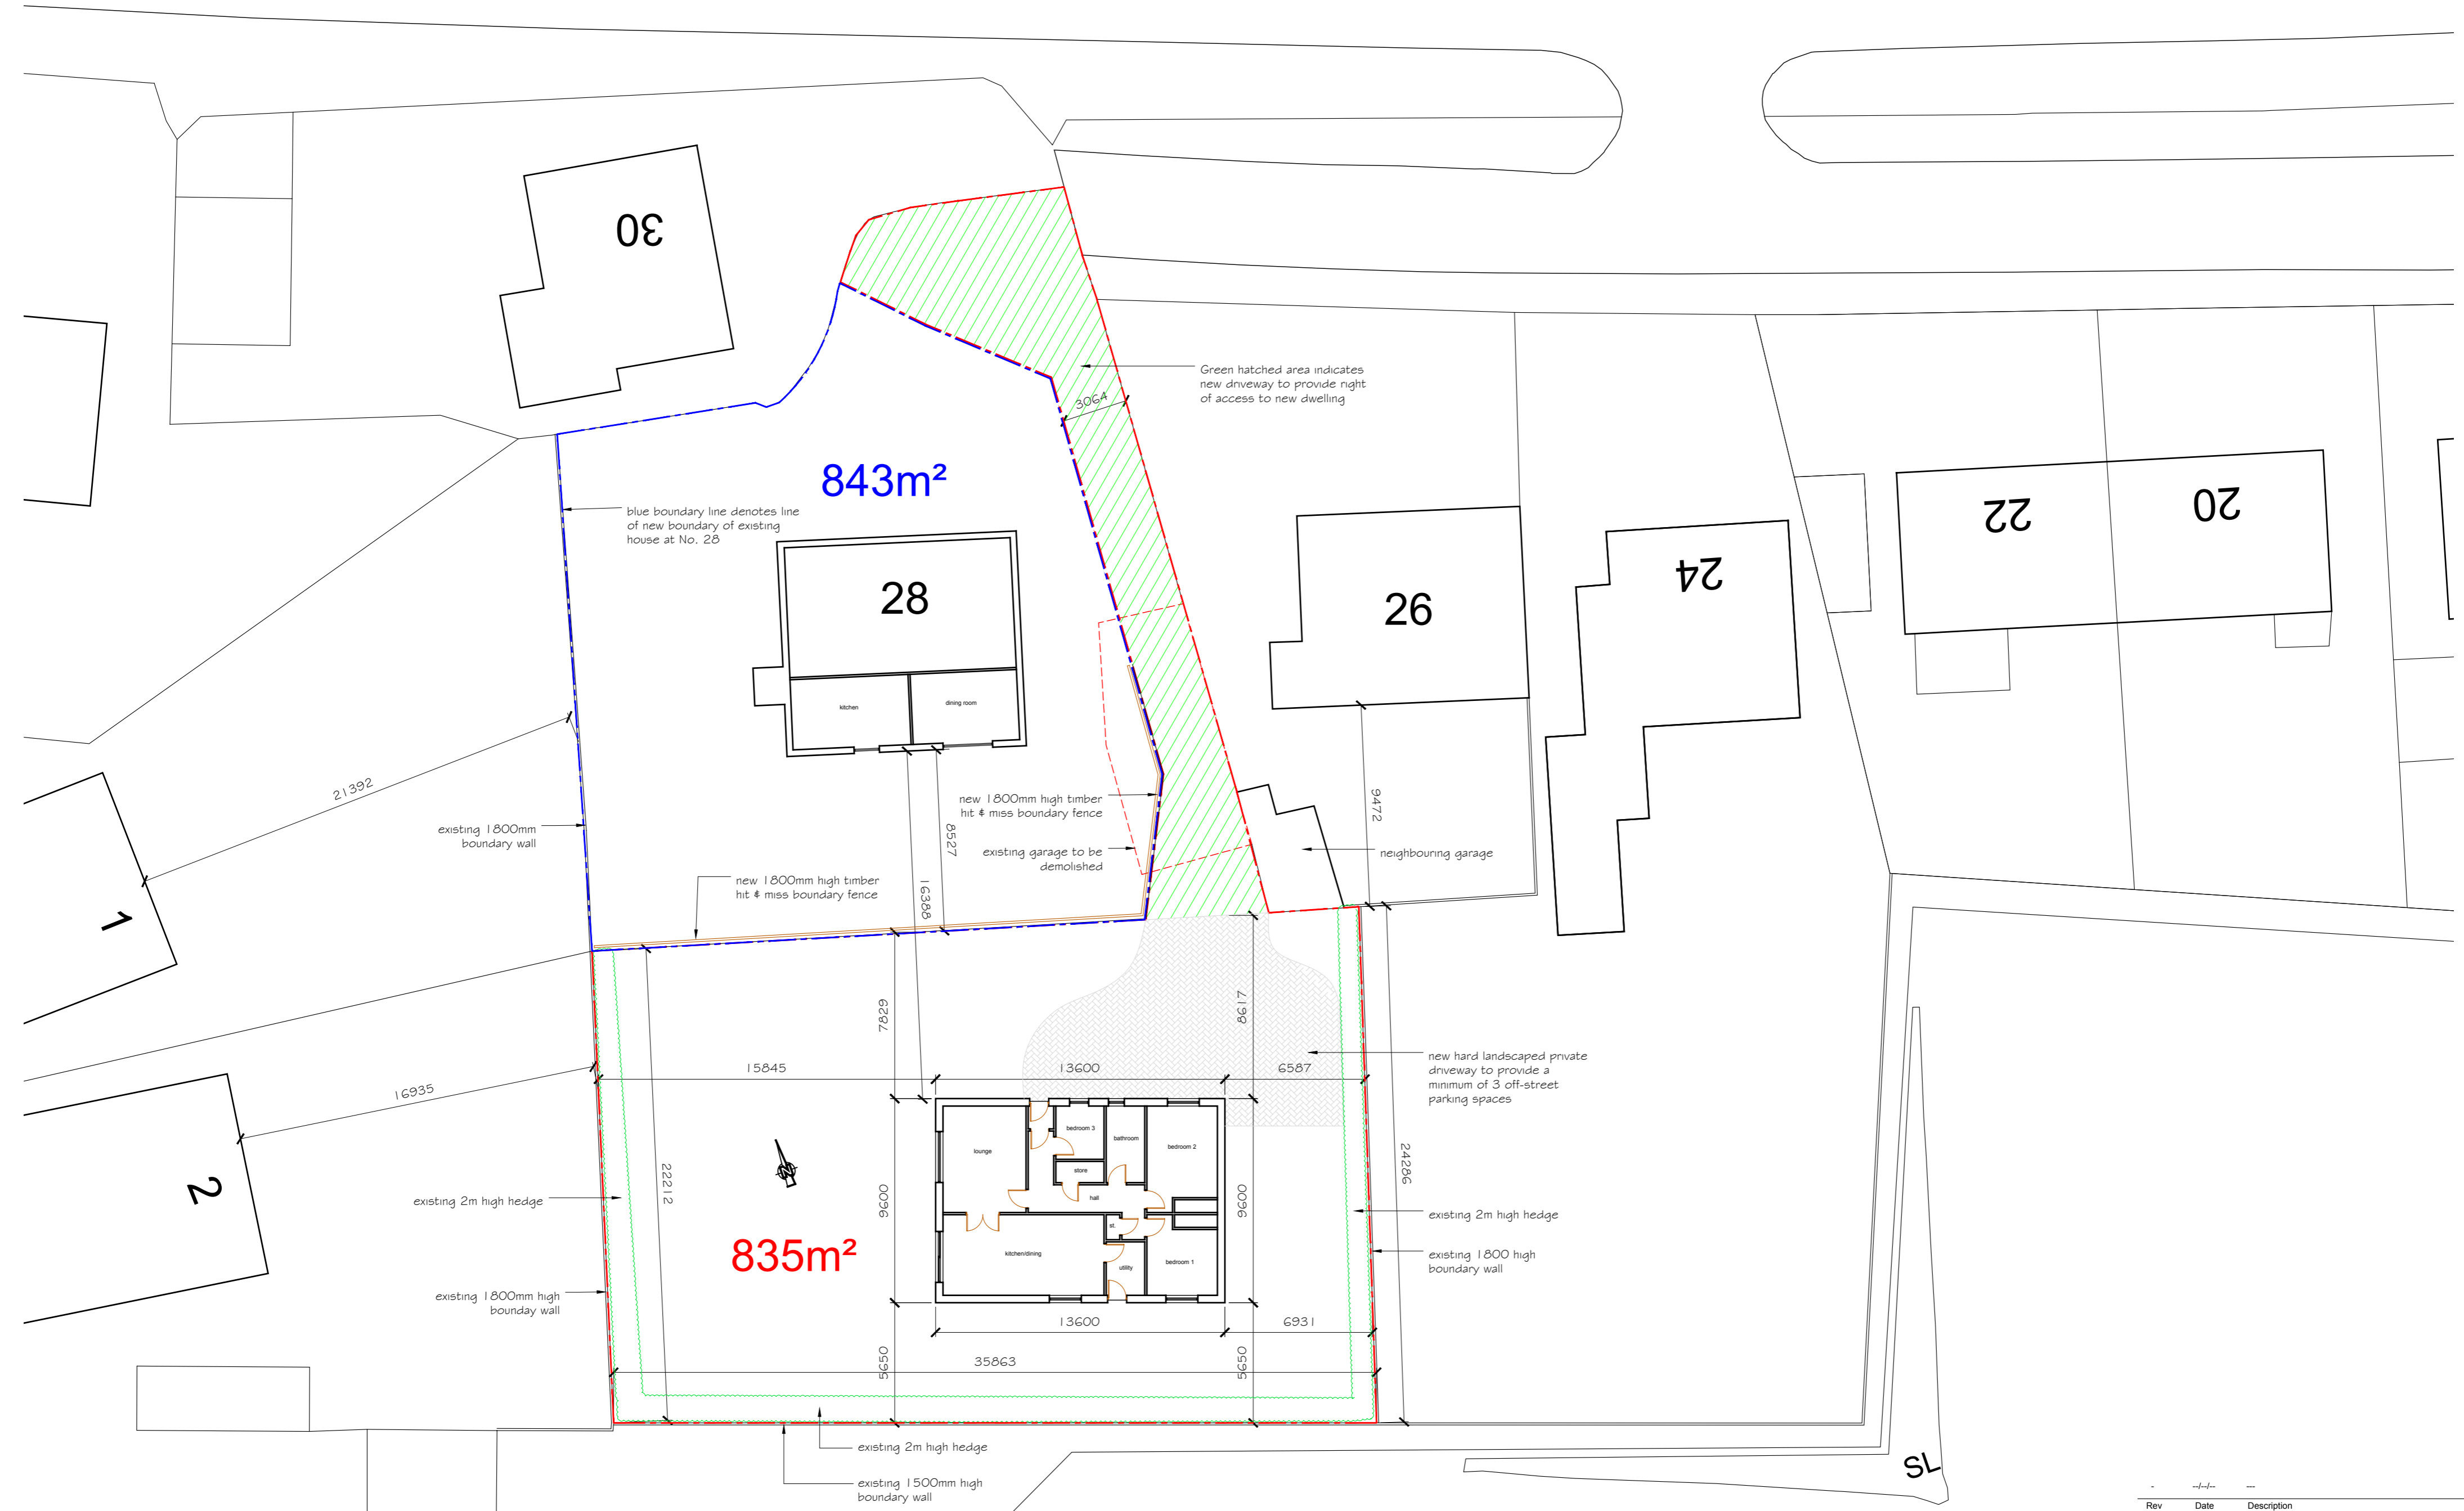 30
Green hatched area indicates
new driveway to provide right
of access to new dwelling
3064
843m²
blue boundary line denotes line
of new boundary of existing
house at No. 28
28
kitchen
dining room
26
24
22
20
21392
existing 1800mm
boundary wall
1
new 1800mm high timber
hit & miss boundary fence
8527
16388
new 1800mm high timber
hit & miss boundary fence
existing garage to be
demolished
9472
neighbouring garage
7829
8617
15845
13600
6587
new hard landscaped private
driveway to provide a
minimum of 3 off-street
parking spaces
16935
2
lounge
bedroom 3
bathroom
bedroom 2
store
hall
st.
kitchen/dining
utility
bedroom 1
N
22212
9600
9600
24286
existing 2m high hedge
existing 2m high hedge
835m²
existing 1800 high
boundary wall
existing 1800mm high
bounday wall
13600
6931
5650
35863
5650
existing 2m high hedge
existing 1500mm high
boundary wall
SL
- --/--/-- ---
Rev Date Description